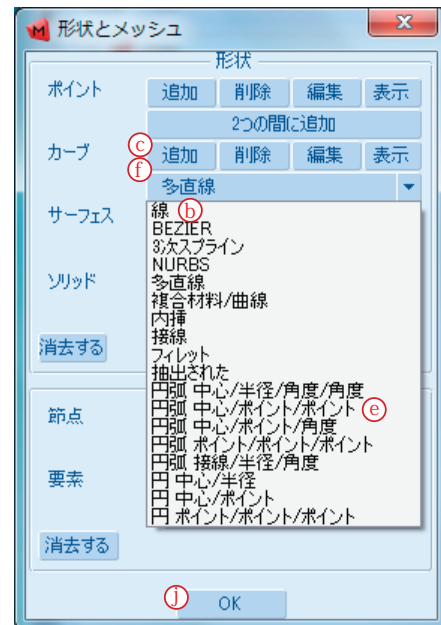 形状とメッシュ
形状
ポイント 追加 削除 編集 表示
2つの間に追加
カーブ ⓒ 追加 削除 編集 表示
ⓕ 多直線
サーフェス
線 ⓑ
BEZIER
3次スプライン
NURBS
ソリッド
多直線
複合材料/曲線
内挿
接線
消去する
フィレット
抽出された
円弧 中心/半径/角度/角度
節点
円弧 中心/ポイント/ポイント ⓔ
円弧 中心/ポイント/角度
円弧 ポイント/ポイント/ポイント
円弧 接線/半径/角度
要素
円 中心/半径
円 中心/ポイント
円 ポイント/ポイント/ポイント
消去する
ⓙ OK